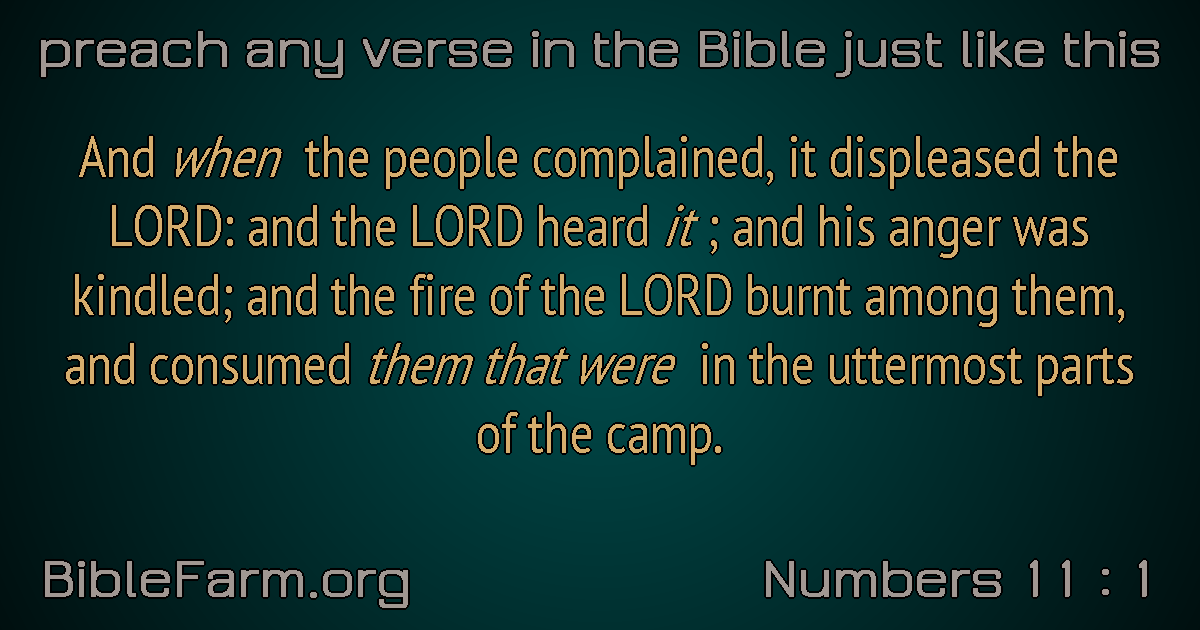 preach any verse in the Bible just like this
And when the people complained, it displeased the
LORD: and the LORD heard it ; and his anger was
kindled; and the fire of the LORD burnt among them,
and consumed them that were in the uttermost parts
of the camp.
BibleFarm.org
Numbers 11 : 1